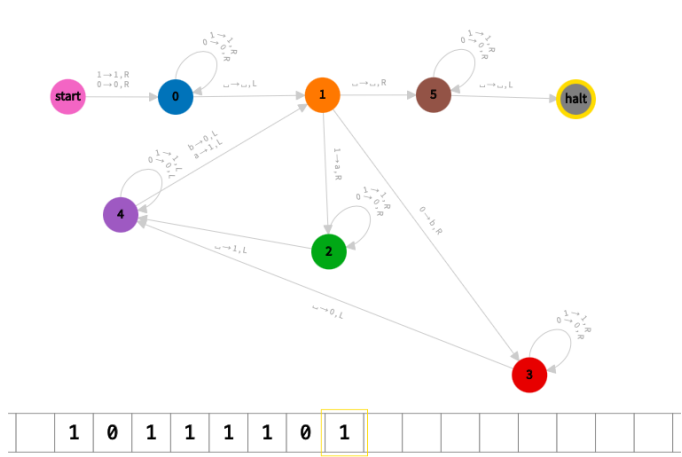 1→1,R
0→0,R
1→1,R
0→0,R
1→1,R
0→0,R
start
0
␣→␣,L
1
␣→␣,R
5
␣→␣,L
halt
b→0,L
a→1,L
1→1,L
0→0,L
4
1→a,R
0→b,R
1→1,R
0→0,R
2
␣→1,L
␣→0,L
1→1,R
0→0,R
3
1 0 1 1 1 1 0 1